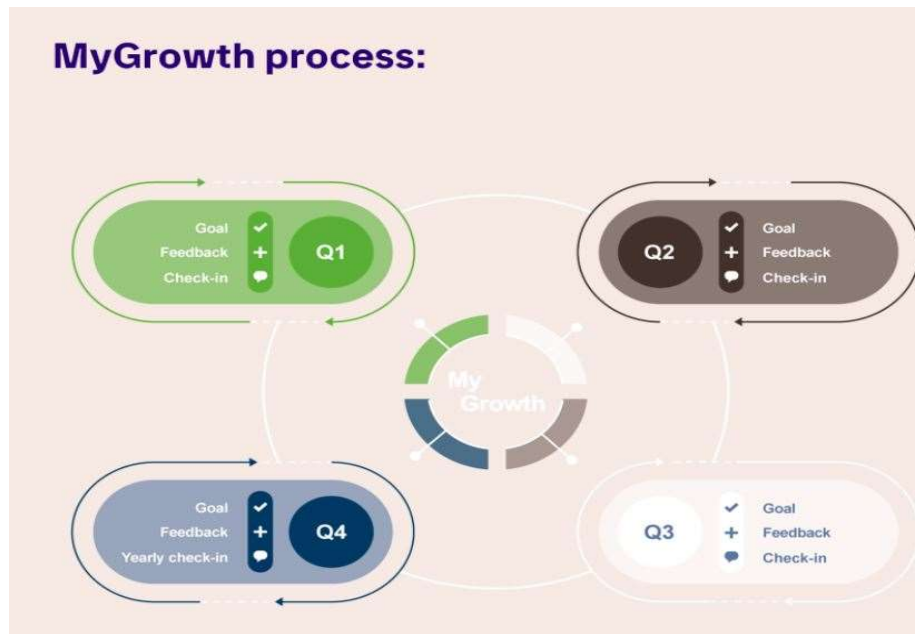 MyGrowth process:
Goal
Feedback
Check-in
Q1
Q2
Goal
Feedback
Check-in
My
Growth
Goal
Feedback
Yearly check-in
Q4
Q3
Goal
Feedback
Check-in